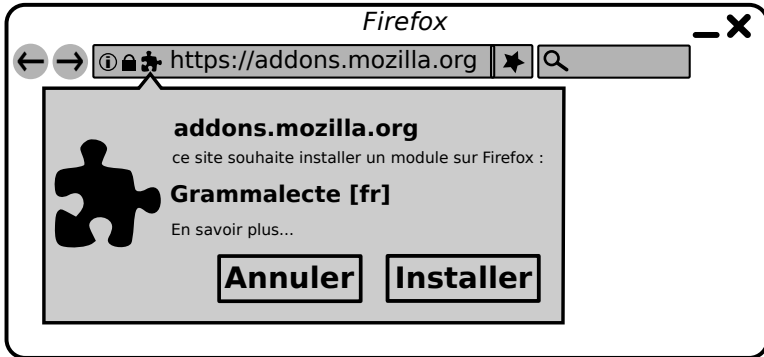 Firefox
https://addons.mozilla.org
addons.mozilla.org
ce site souhaite installer un module sur Firefox :
Grammalecte [fr]
En savoir plus...
Annuler Installer